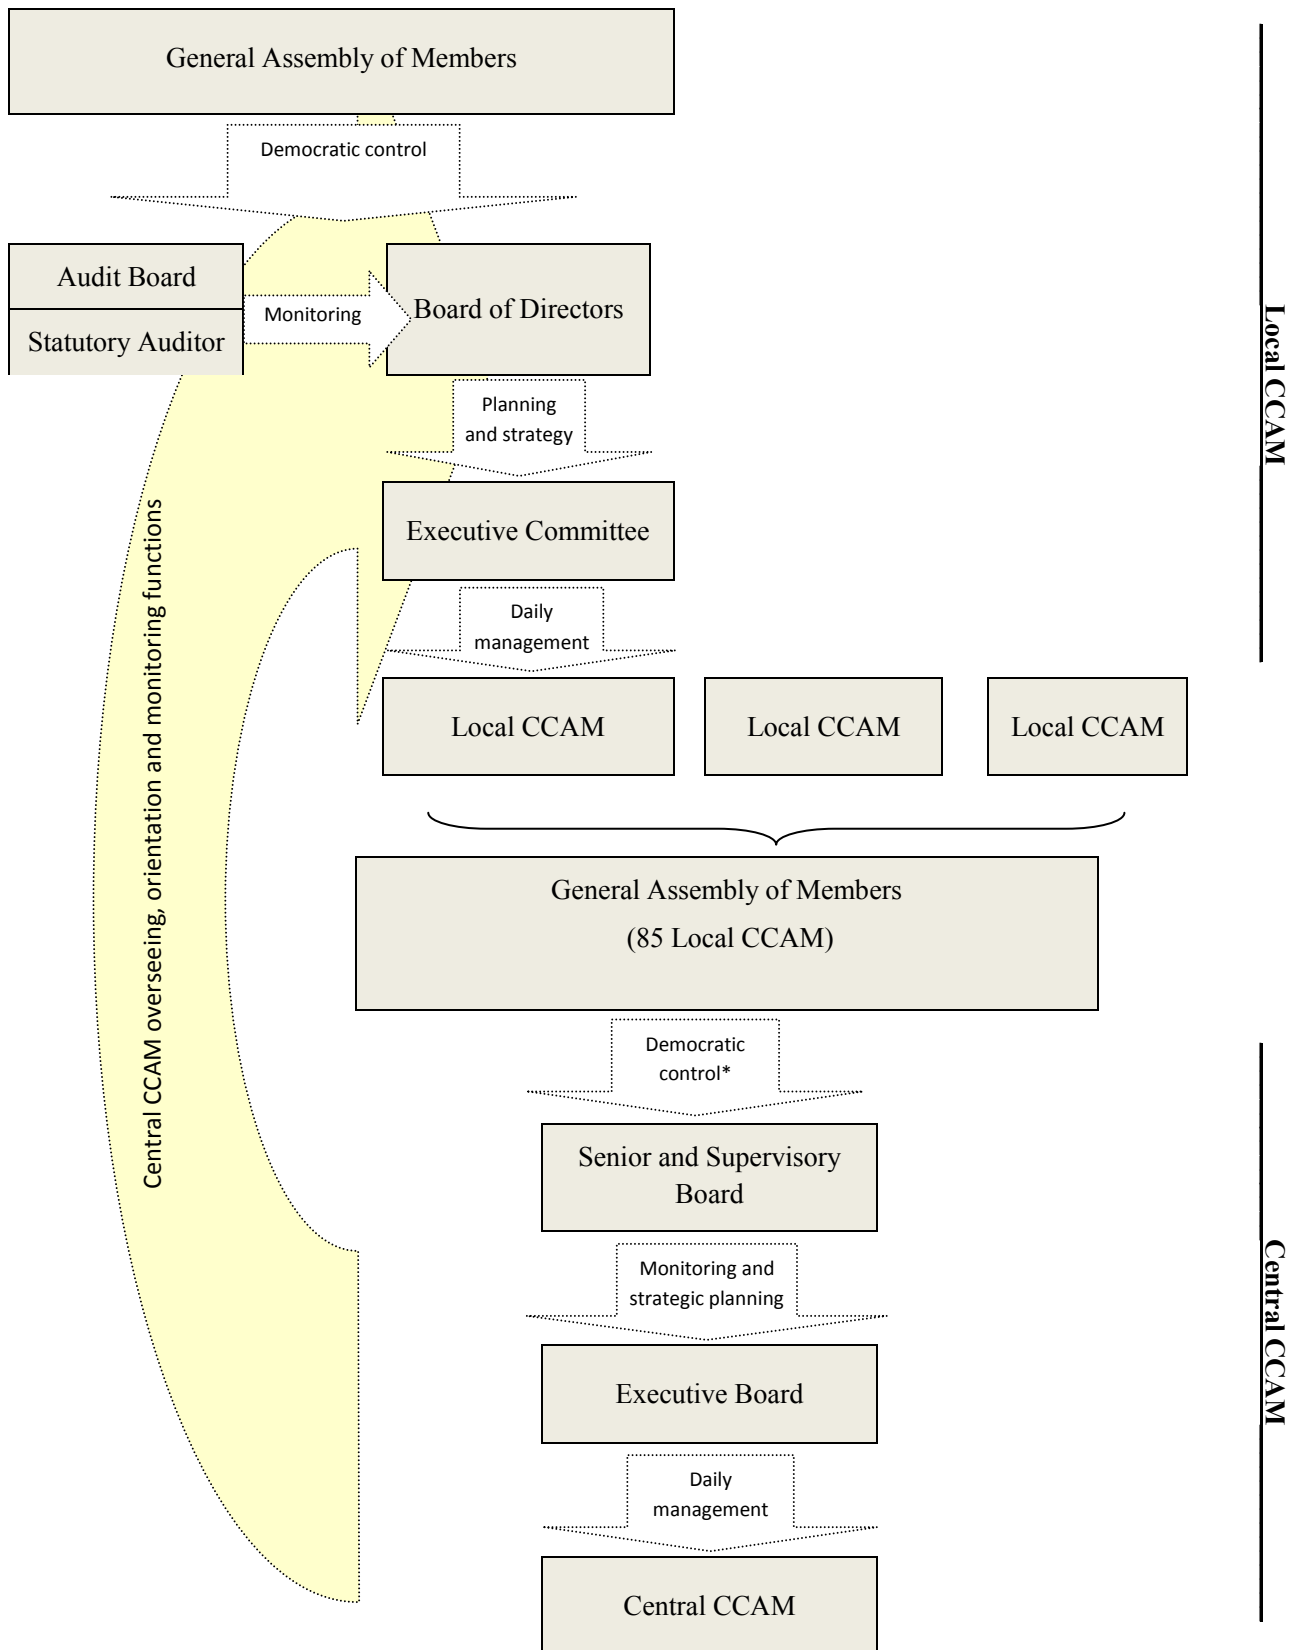 General Assembly of Members
Democratic control
Audit Board
Statutory Auditor
Monitoring
Board of Directors
Planning
and strategy
Executive Committee
Daily
management
Local CCAM
Local CCAM
Local CCAM
Local CCAM
Central CCAM overseeing, orientation and monitoring functions
General Assembly of Members
(85 Local CCAM)
Democratic
control*
Senior and Supervisory
Board
Monitoring and
strategic planning
Executive Board
Daily
management
Central CCAM
Central CCAM